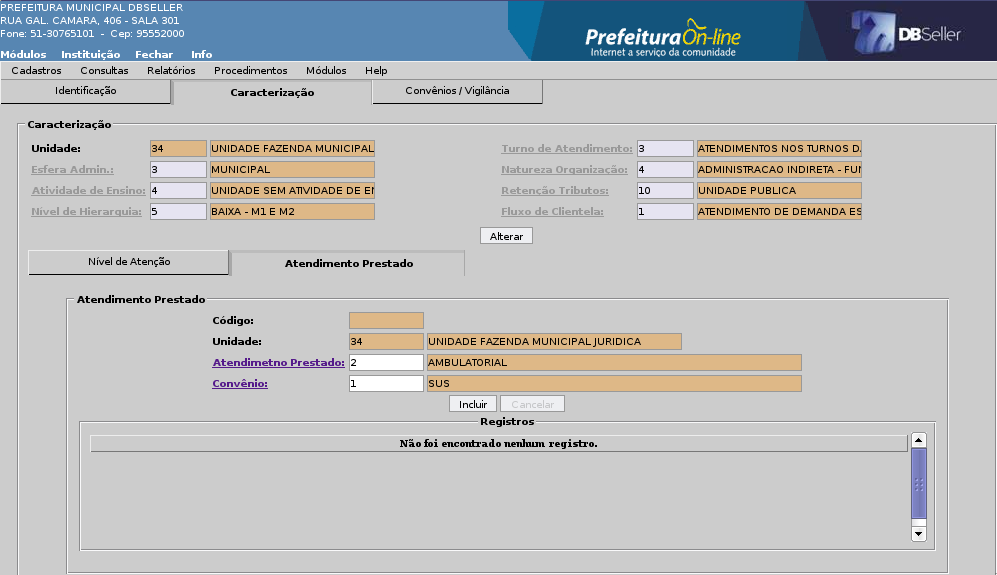 PREFEITURA MUNICIPAL DBSELLER
RUA GAL. CAMARA, 406 - SALA 301
Fone: 51-30765101 - Cep: 95552000
PrefeituraOn-line
Internet a serviço da comunidade
DBSeller
Módulos Instituição Fechar Info
Cadastros Consultas Relatórios Procedimentos Módulos Help
Identificação Caracterização Convênios / Vigilância
Caracterização
Unidade: 34 UNIDADE FAZENDA MUNICIPAL Turno de Atendimento: 3 ATENDIMENTOS NOS TURNOS D
Esfera Admin.: 3 MUNICIPAL Natureza Organização: 4 ADMINISTRACAO INDIRETA - FU
Atividade de Ensino: 4 UNIDADE SEM ATIVIDADE DE E Retenção Tributos: 10 UNIDADE PUBLICA
Nível de Hierarquia: 5 BAIXA - M1 E M2 Fluxo de Clientela: 1 ATENDIMENTO DE DEMANDA ES
Alterar
Nível de Atenção Atendimento Prestado
Atendimento Prestado
Código:
Unidade: 34 UNIDADE FAZENDA MUNICIPAL JURIDICA
Atendimetno Prestado: 2 AMBULATORIAL
Convênio: 1 SUS
Incluir Cancelar
Registros
Não foi encontrado nenhum registro.